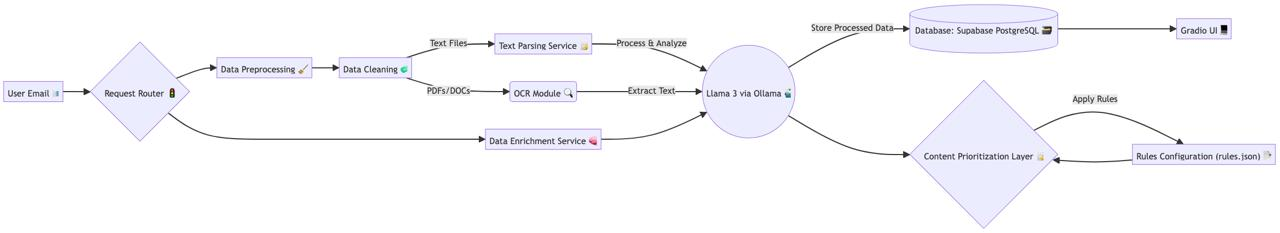 User Email
Request Router
Data Preprocessing
Data Cleaning
Text Files
PDFs/DOCs
Text Parsing Service
OCR Module
Data Enrichment Service
Process & Analyze
Extract Text
Llama 3 via Ollama
Store Processed Data
Database: Supabase PostgreSQL
Gradio UI
Content Prioritization Layer
Apply Rules
Rules Configuration (rules.json)